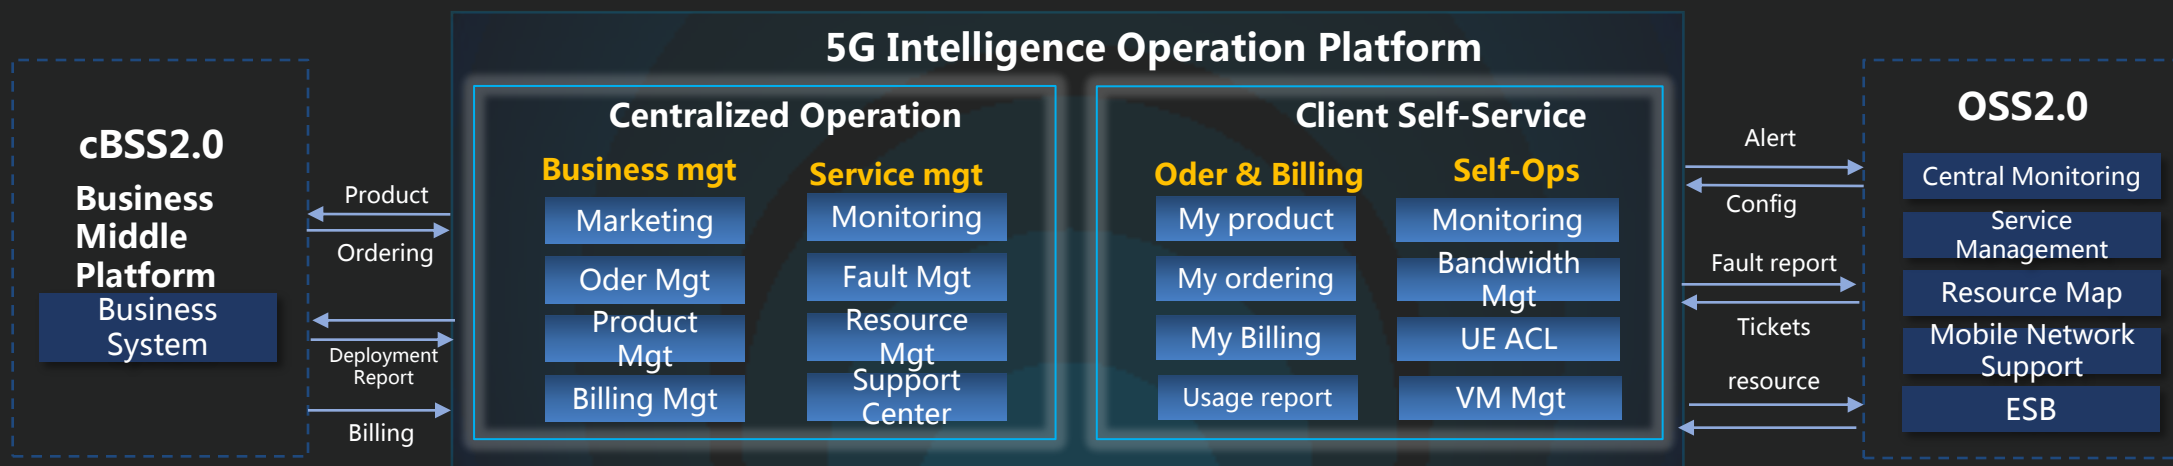 5G Intelligence Operation Platform
cBSS2.0
Business
Middle
Platform
Business
System
Product
Ordering
Deployment
Report
Billing
Centralized Operation
Business mgt
Marketing
Oder Mgt
Product
Mgt
Billing Mgt
Service mgt
Monitoring
Fault Mgt
Resource
Mgt
Support
Center
Client Self-Service
Oder & Billing
My product
My ordering
My Billing
Usage report
Self-Ops
Monitoring
Bandwidth
Mgt
UE ACL
VM Mgt
Alert
Config
Fault report
Tickets
resource
OSS2.0
Central Monitoring
Service
Management
Resource Map
Mobile Network
Support
ESB